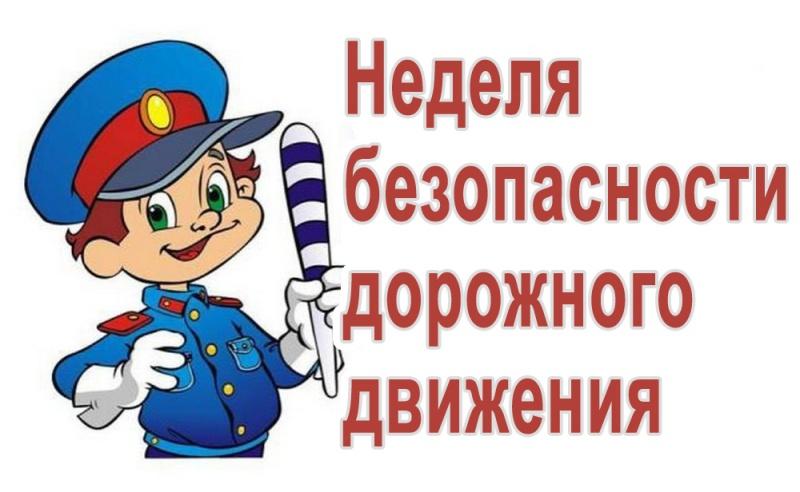 Неделя
безопасности
дорожного
движения